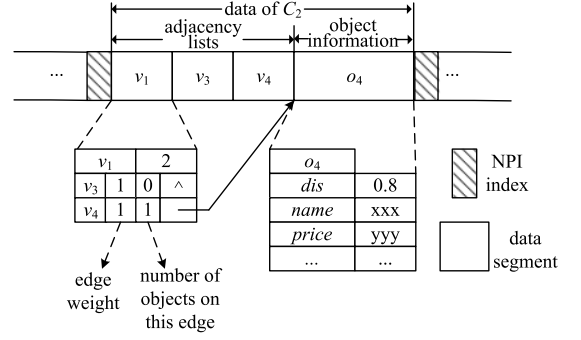 data of C2
adjacency lists
object information
... v1 v3 v4 o4 ...
v1 2
v3 1 0 ^
v4 1 1
edge weight
number of objects on this edge
o4
dis 0.8
name xxx
price yyy
... ...
NPI index
data segment